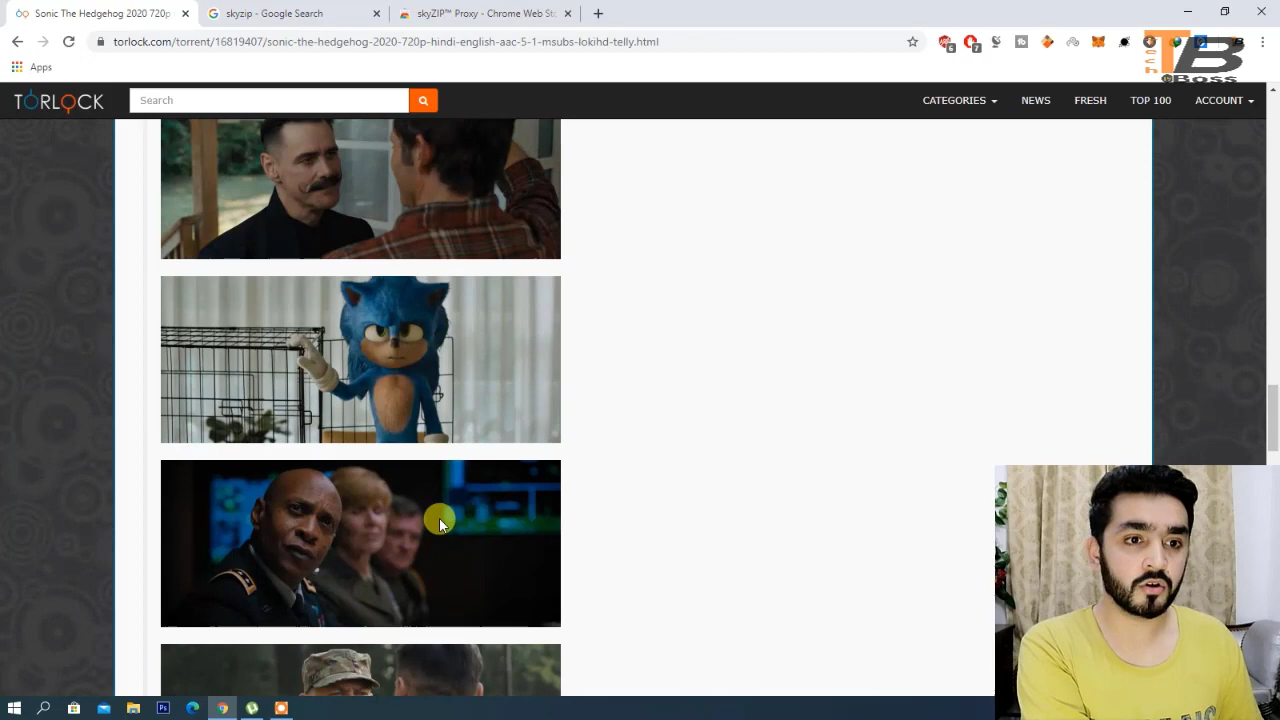 Sonic The Hedgehog 2020 720p
skyzip - Google Search
skyZIP™ Proxy - Chrome Web Sto
torlock.com/torrent/16819407/sonic-the-hedgehog-2020-720p-hindi-english-aac-5-1-msubs-lokihd-telly.html
Apps
TORLOCK
Search
CATEGORIES
NEWS
FRESH
TOP 100
ACCOUNT